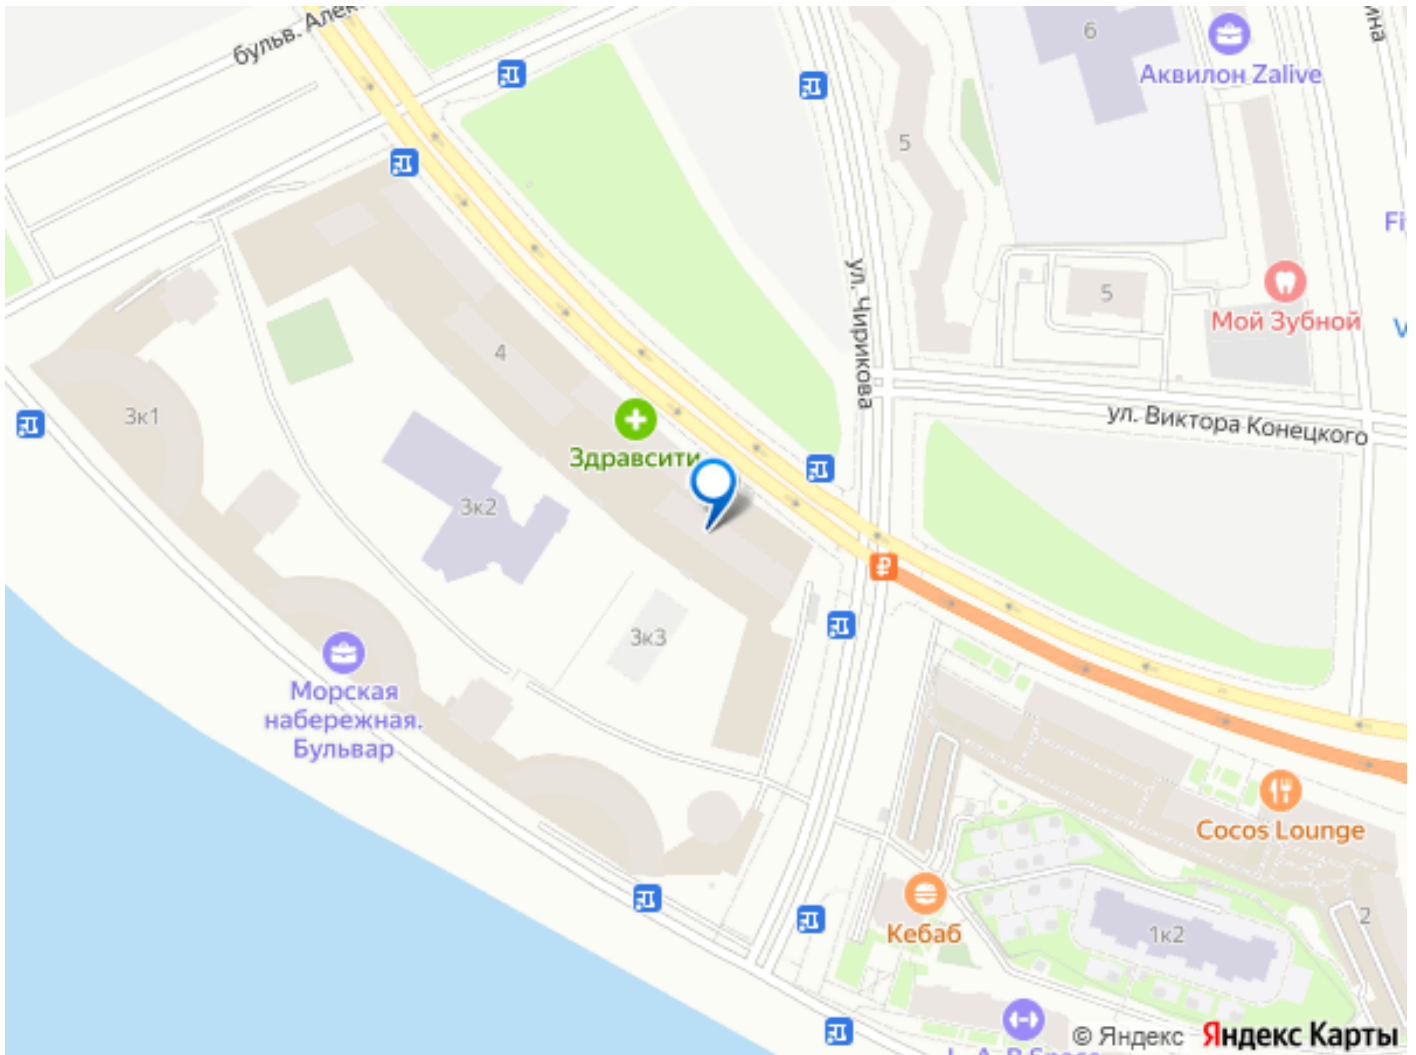 бульв. Алек
6
Аквилон Zalive
5
ул. Чирикова
5
Мой Зубной
ул. Виктора Конецкого
4
3к1
Здравсити
3к2
3к3
Морская
набережная.
Бульвар
₽
Cocos Lounge
Кебаб
1к2
2
© Яндекс Яндекс Карты